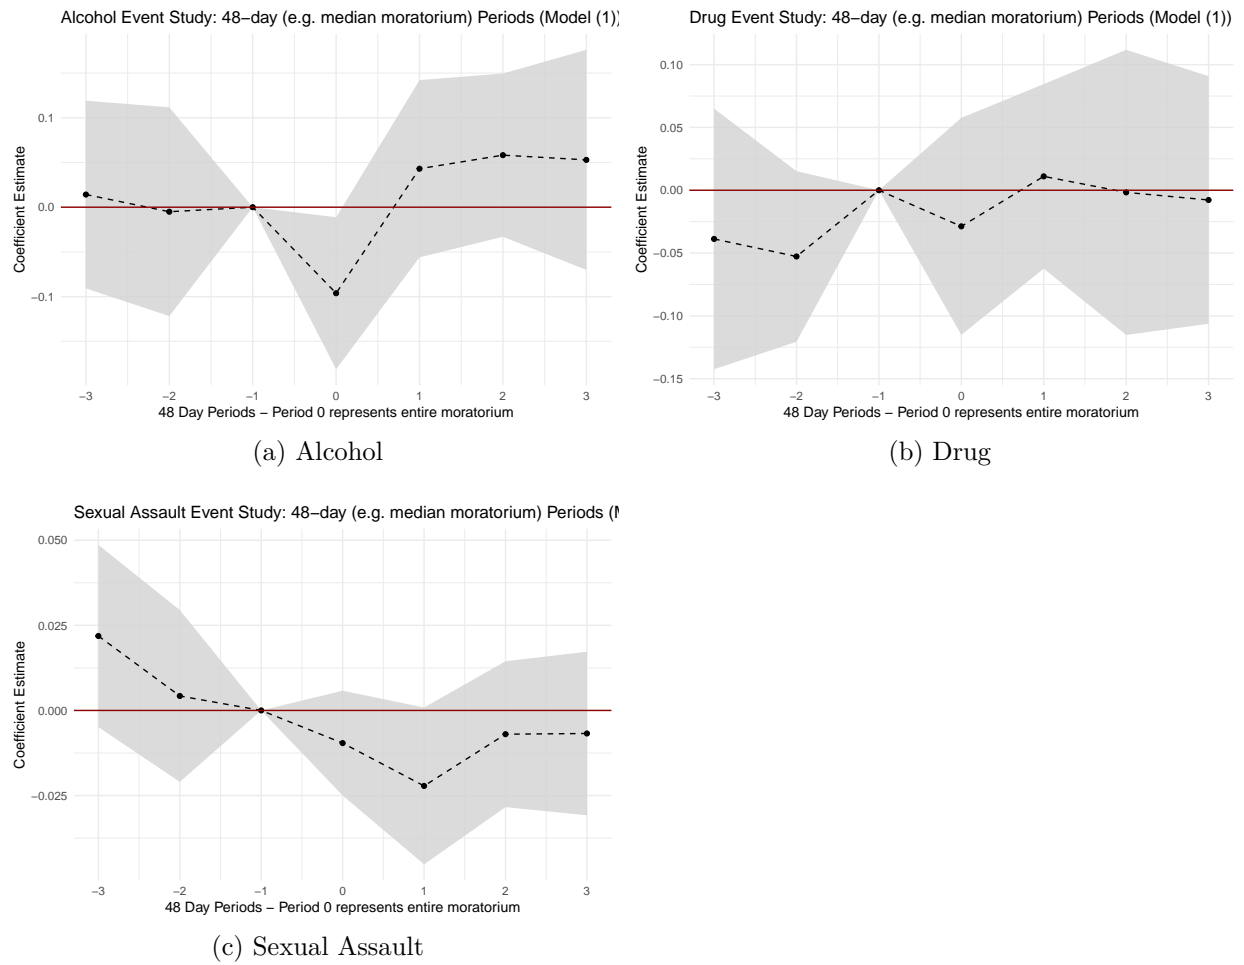 Alcohol Event Study: 48−day (e.g. median moratorium) Periods (Model (1))
Coefficient Estimate
0.1
0.0
−0.1
−3 −2 −1 0 1 2 3
48 Day Periods − Period 0 represents entire moratorium
(a) Alcohol
Drug Event Study: 48−day (e.g. median moratorium) Periods (Model (1))
Coefficient Estimate
0.10
0.05
0.00
−0.05
−0.10
−0.15
−3 −2 −1 0 1 2 3
48 Day Periods − Period 0 represents entire moratorium
(b) Drug
Sexual Assault Event Study: 48−day (e.g. median moratorium) Periods (
Coefficient Estimate
0.050
0.025
0.000
−0.025
−3 −2 −1 0 1 2 3
48 Day Periods − Period 0 represents entire moratorium
(c) Sexual Assault